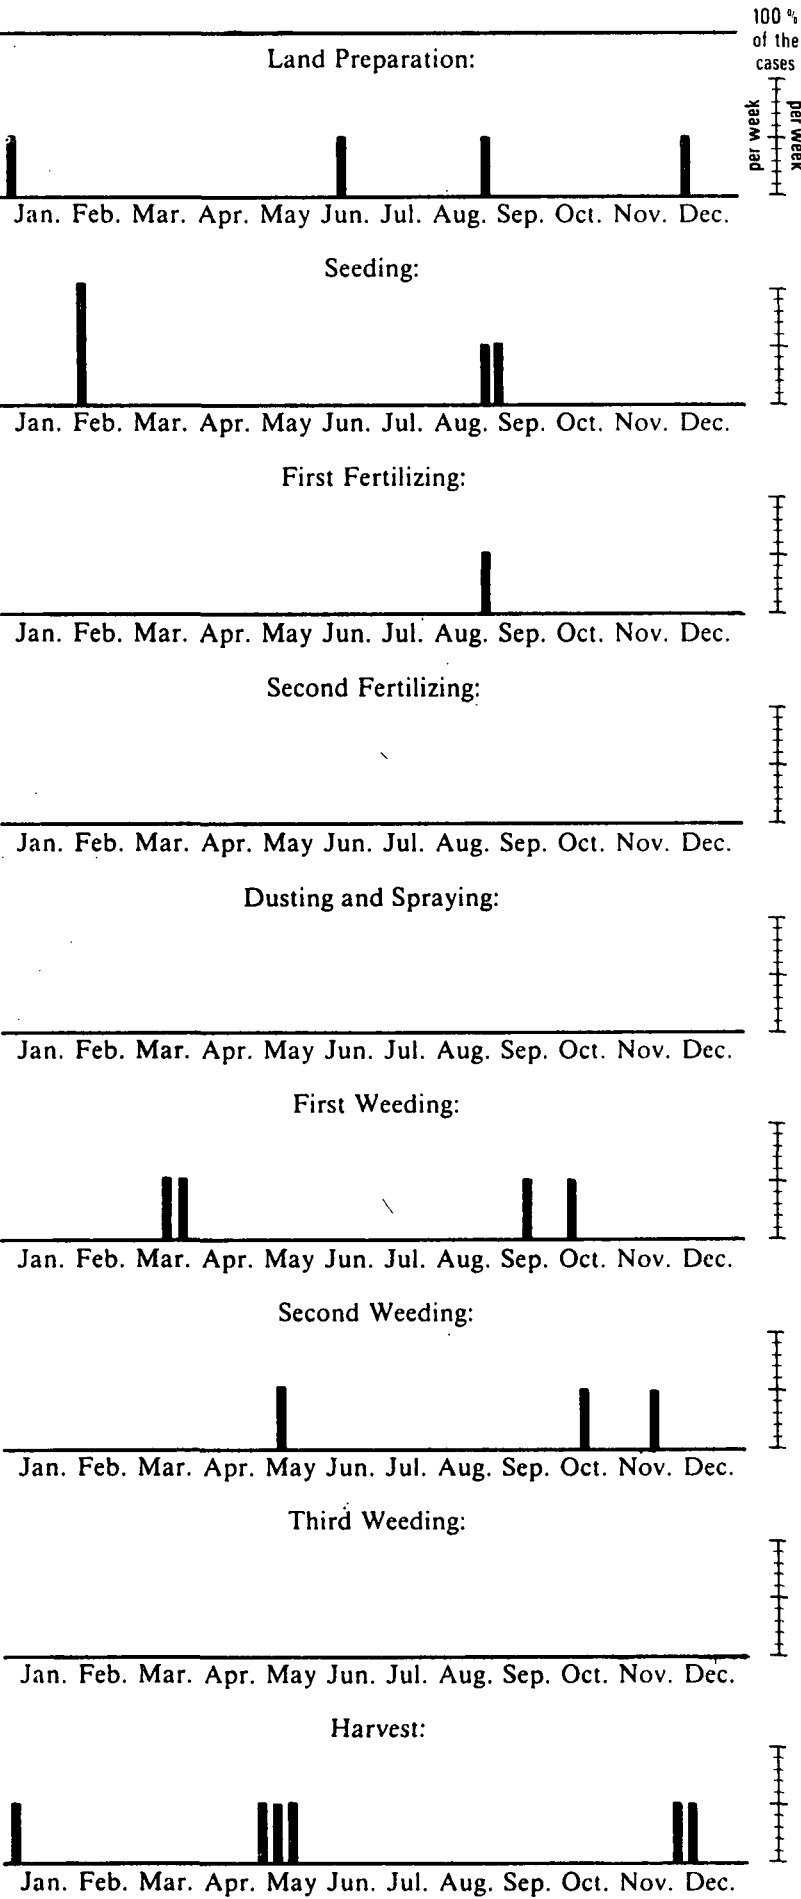 100 %
of the
cases
Land Preparation:
per week
per week
Jan. Feb. Mar. Apr. May Jun. Jul. Aug. Sep. Oct. Nov. Dec.
Seeding:
Jan. Feb. Mar. Apr. May Jun. Jul. Aug. Sep. Oct. Nov. Dec.
First Fertilizing:
Jan. Feb. Mar. Apr. May Jun. Jul. Aug. Sep. Oct. Nov. Dec.
Second Fertilizing:
Jan. Feb. Mar. Apr. May Jun. Jul. Aug. Sep. Oct. Nov. Dec.
Dusting and Spraying:
Jan. Feb. Mar. Apr. May Jun. Jul. Aug. Sep. Oct. Nov. Dec.
First Weeding:
Jan. Feb. Mar. Apr. May Jun. Jul. Aug. Sep. Oct. Nov. Dec.
Second Weeding:
Jan. Feb. Mar. Apr. May Jun. Jul. Aug. Sep. Oct. Nov. Dec.
Third Weeding:
Jan. Feb. Mar. Apr. May Jun. Jul. Aug. Sep. Oct. Nov. Dec.
Harvest:
Jan. Feb. Mar. Apr. May Jun. Jul. Aug. Sep. Oct. Nov. Dec.